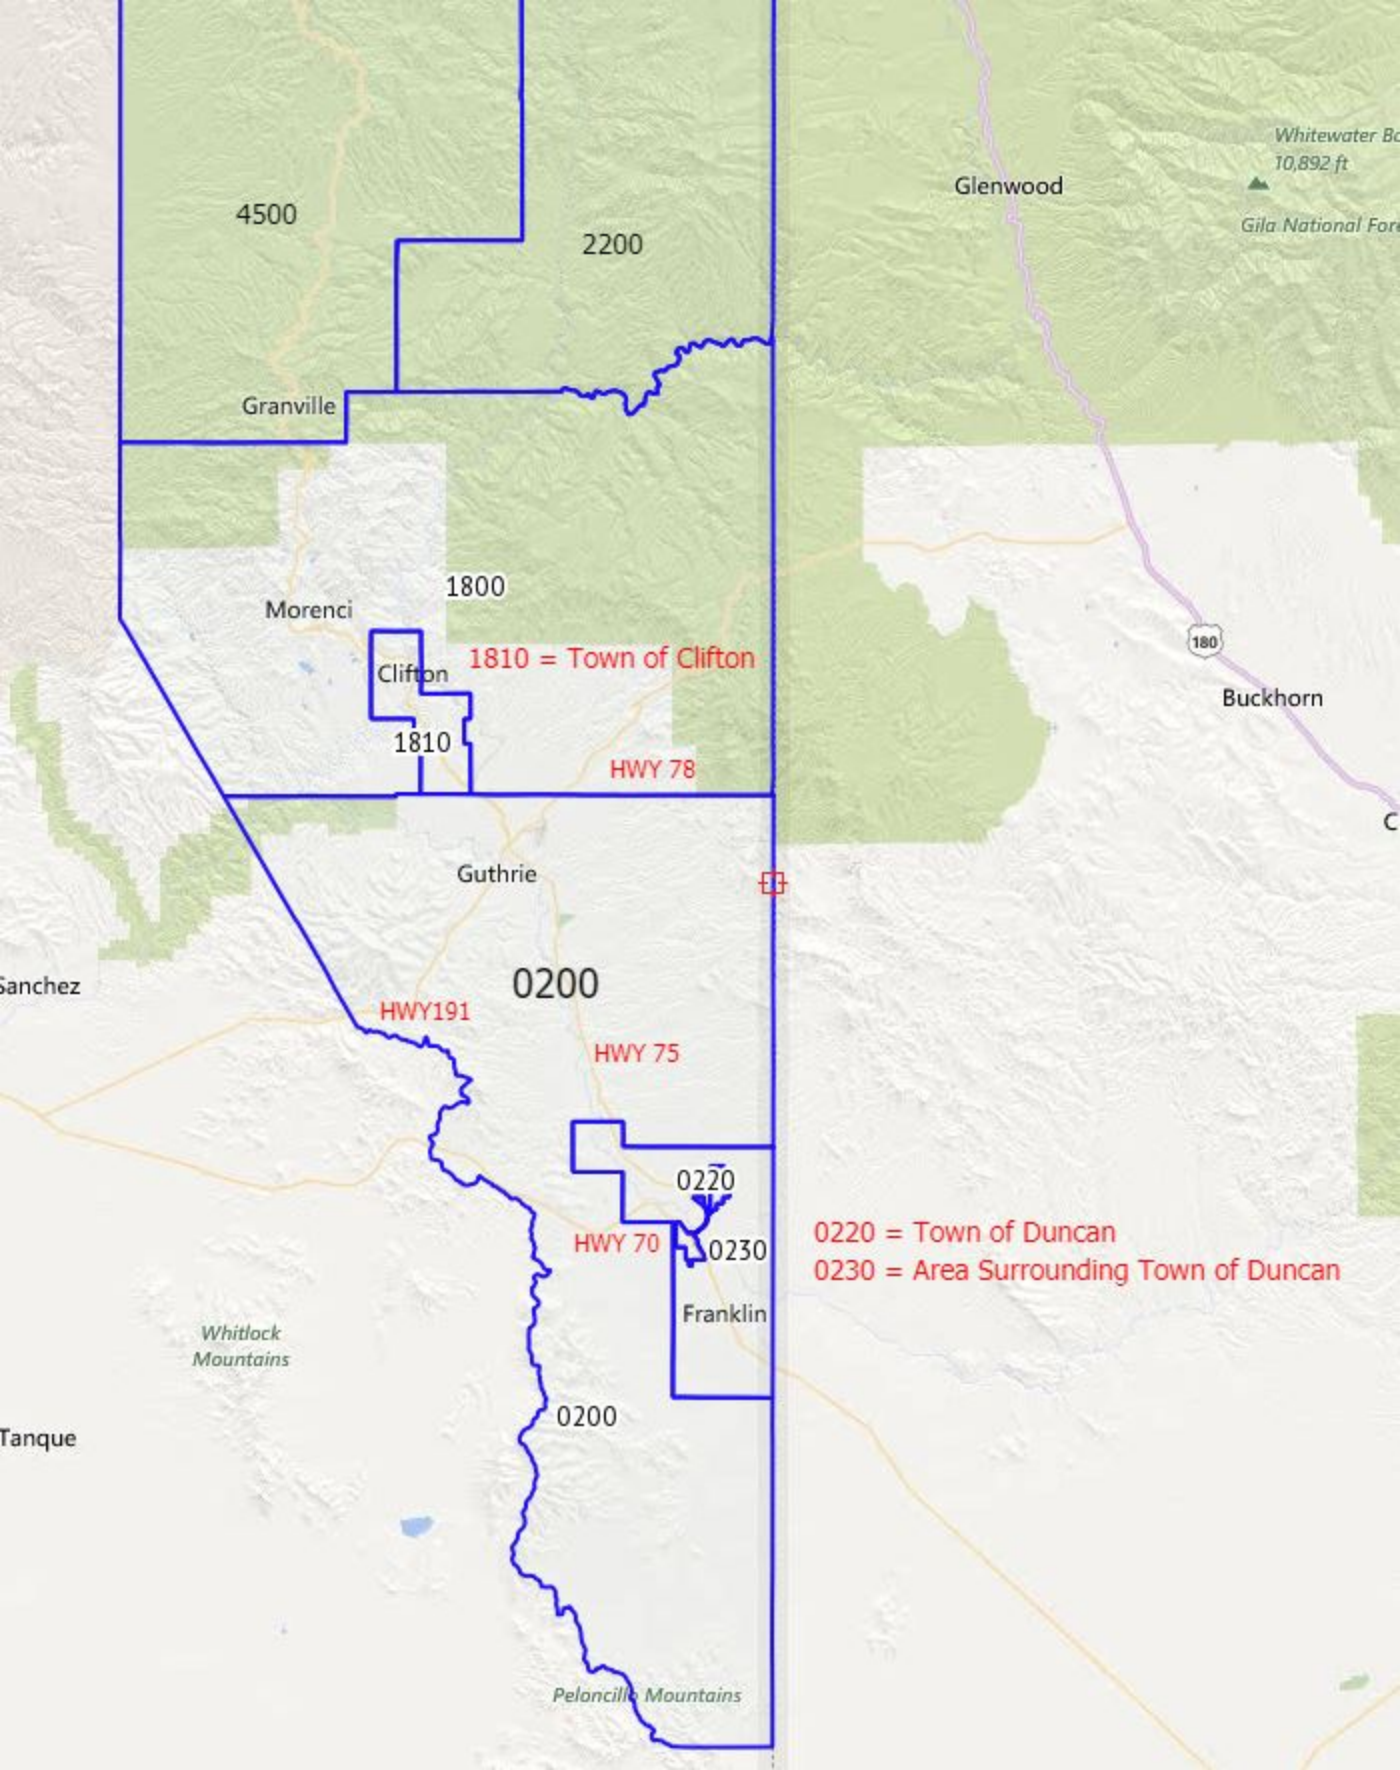 Whitewater Ba
10,892 ft
Glenwood
4500
Gila National Fore
2200
Granville
1800
Morenci
180
1810 = Town of Clifton
Clifton
Buckhorn
1810
HWY 78
C
Guthrie
0200
Sanchez
HWY191
HWY 75
0220
0220 = Town of Duncan
HWY 70
0230
0230 = Area Surrounding Town of Duncan
Franklin
Whitlock
Mountains
0200
Tanque
Peloncillo Mountains